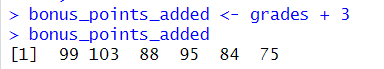 > bonus_points_added <- grades + 3
> bonus_points_added
[1]  99 103  88  95  84  75